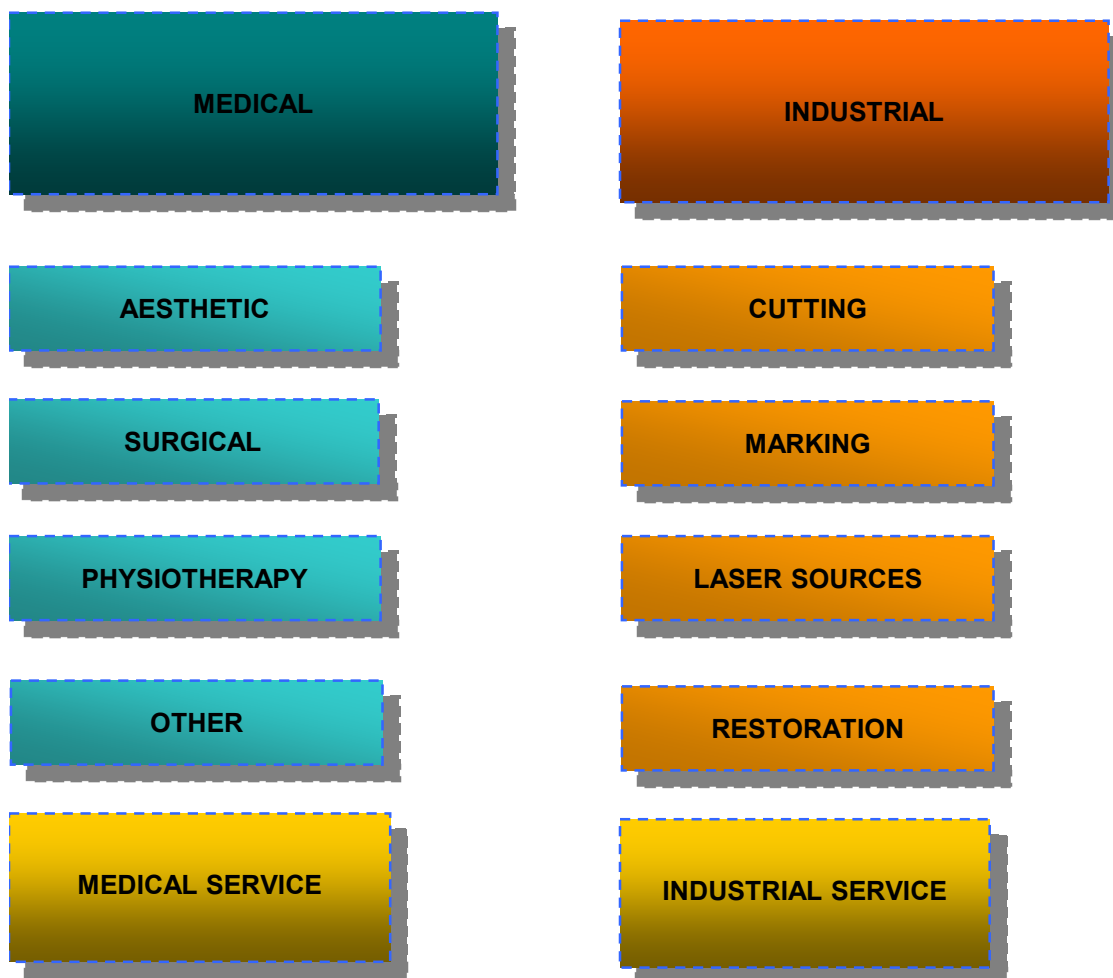 MEDICAL
INDUSTRIAL
AESTHETIC
CUTTING
SURGICAL
MARKING
PHYSIOTHERAPY
LASER SOURCES
OTHER
RESTORATION
MEDICAL SERVICE
INDUSTRIAL SERVICE